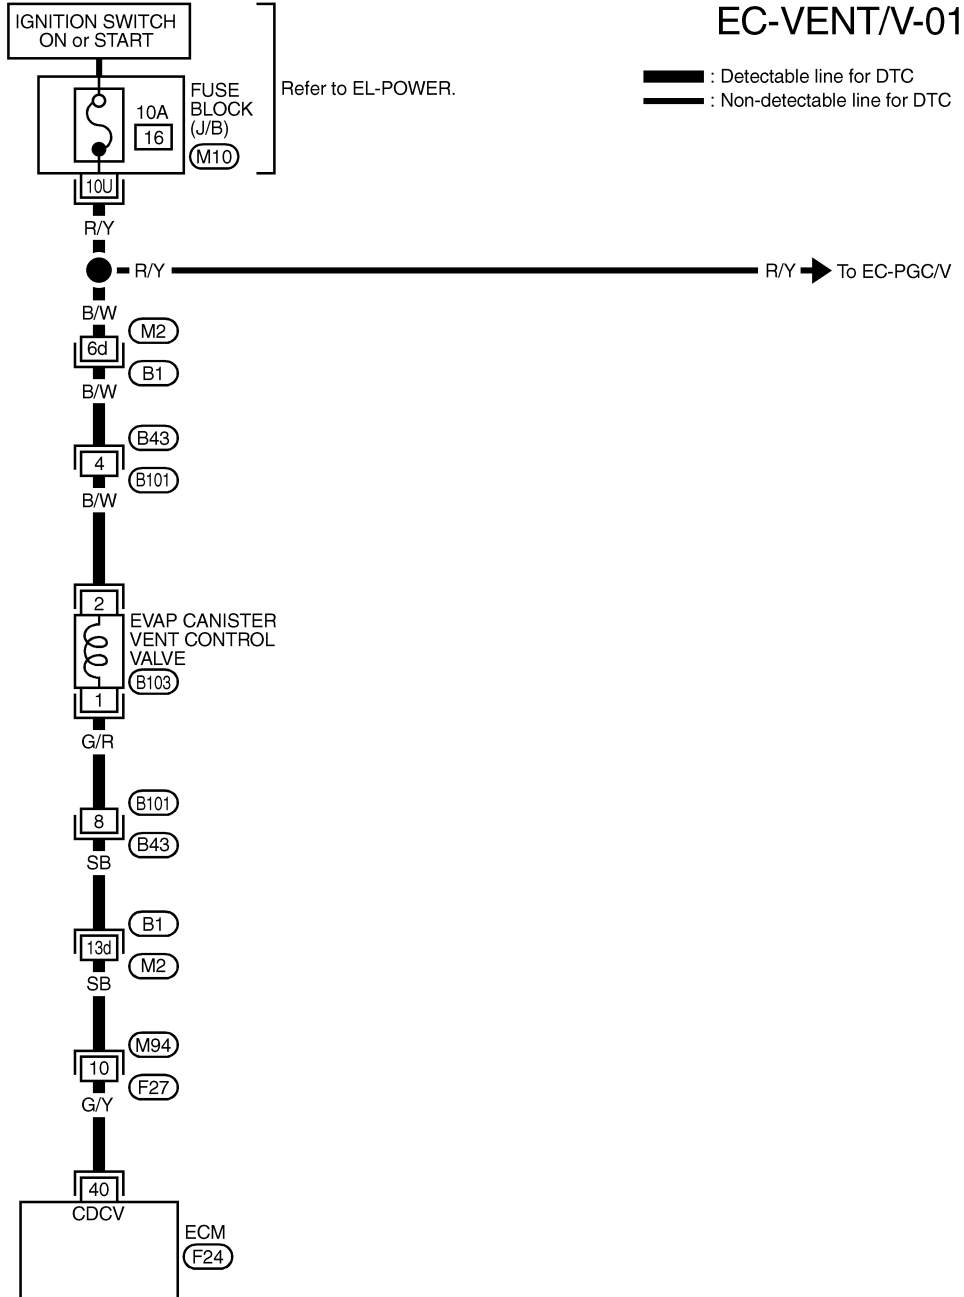 EC-VENT/V-01
IGNITION SWITCH
ON or START
: Detectable line for DTC
: Non-detectable line for DTC
Refer to EL-POWER.
10A
16
FUSE
BLOCK
(J/B)
M10
10U
R/Y
R/Y
R/Y
To EC-PGC/V
B/W
M2
6d
B1
B/W
B43
4
B101
B/W
2
EVAP CANISTER
VENT CONTROL
VALVE
B103
1
G/R
B101
8
B43
SB
B1
13d
M2
SB
M94
10
F27
G/Y
40
CDCV
ECM
F24